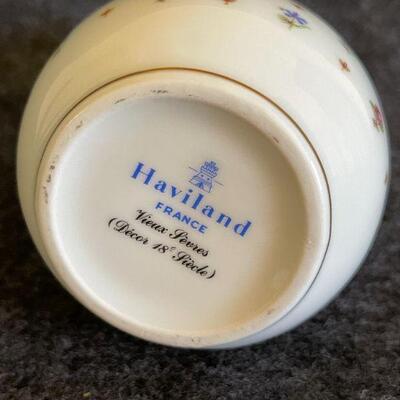 Haviland
FRANCE
Vieux Sèvres
(Décor 18e Siècle)